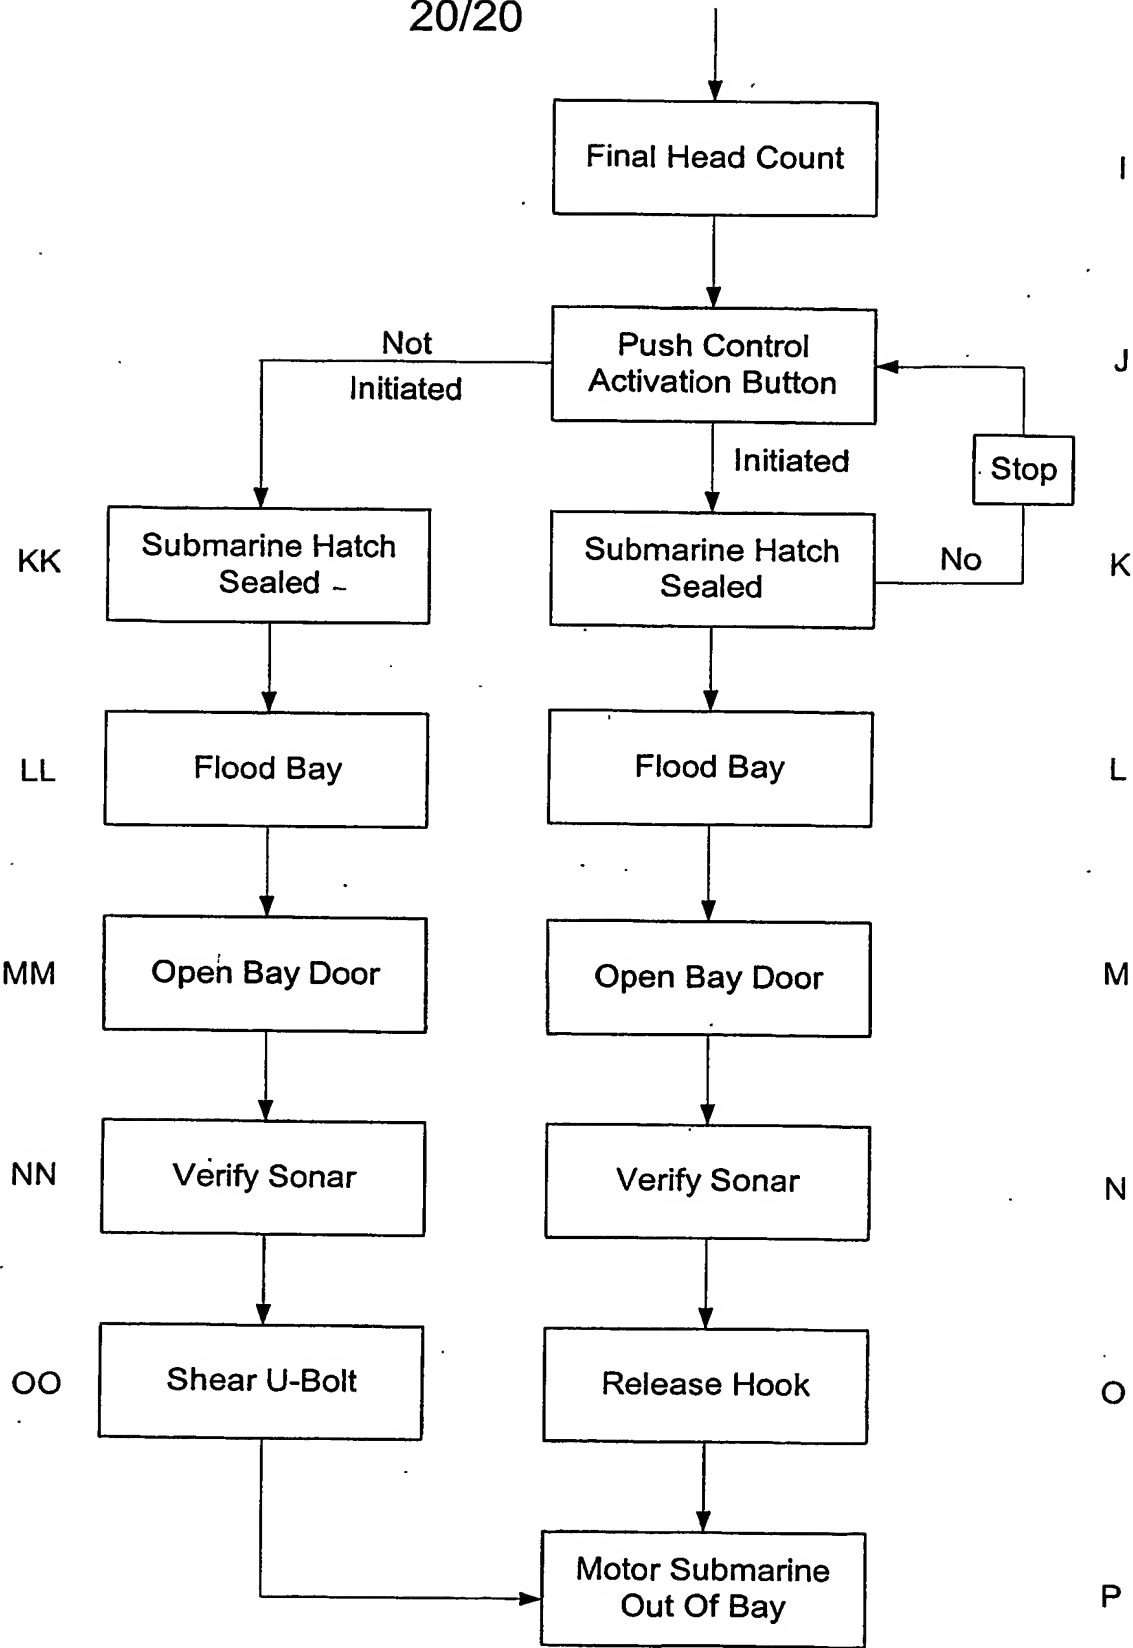 20/20
Final Head Count
I
Not
Initiated
Push Control
Activation Button
J
Initiated
Stop
KK
Submarine Hatch
Sealed
Submarine Hatch
Sealed
No
K
LL
Flood Bay
Flood Bay
L
MM
Open Bay Door
Open Bay Door
M
NN
Verify Sonar
Verify Sonar
N
OO
Shear U-Bolt
Release Hook
O
Motor Submarine
Out Of Bay
P